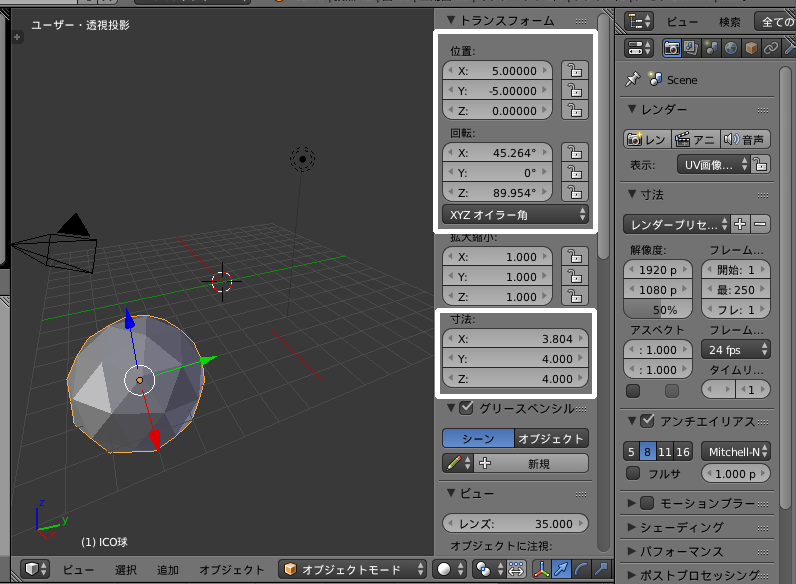 ユーザー・透視投影
(1) ICO球
z
y
x
ビュー
選択
追加
オブジェクト
オブジェクトモード
トランスフォーム
位置:
X: 5.00000
Y: -5.00000
Z: 0.00000
回転:
X: 45.264°
Y: 0°
Z: 89.954°
XYZ オイラー角
拡大縮小:
X: 1.000
Y: 1.000
Z: 1.000
寸法:
X: 3.804
Y: 4.000
Z: 4.000
グリースペンシル
シーン オブジェクト
新規
ビュー
レンズ: 35.000
オブジェクトに注視:
ビュー 検索 全ての
Scene
レンダー
レン アニ 音声
表示: UV画像...
寸法
レンダープリセ...
解像度: フレーム...
1920 p 開始: 1
1080 p 最: 250
50% フレ: 1
アスペクト フレーム...
: 1.000 24 fps
: 1.000 タイムリ...
1
アンチエイリアス
5 8 11 16 Mitchell-N
フルサ 1.000 p
モーションブラー
シェーディング
パフォーマンス
ポストプロセッシング